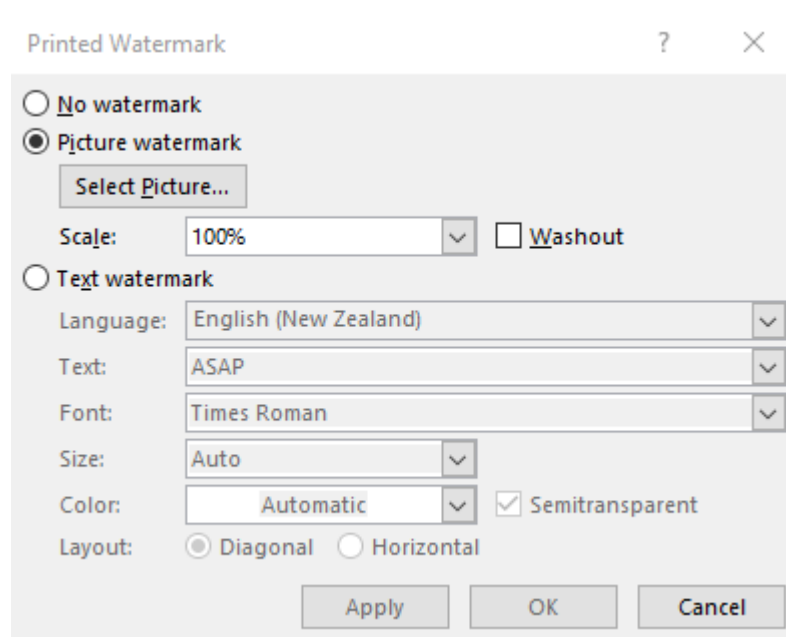 Printed Watermark ?
No watermark
Picture watermark
Select Picture...
Scale: 100% Washout
Text watermark
Language: English (New Zealand)
Text: ASAP
Font: Times Roman
Size: Auto
Color: Automatic Semitransparent
Layout: Diagonal Horizontal
Apply OK Cancel